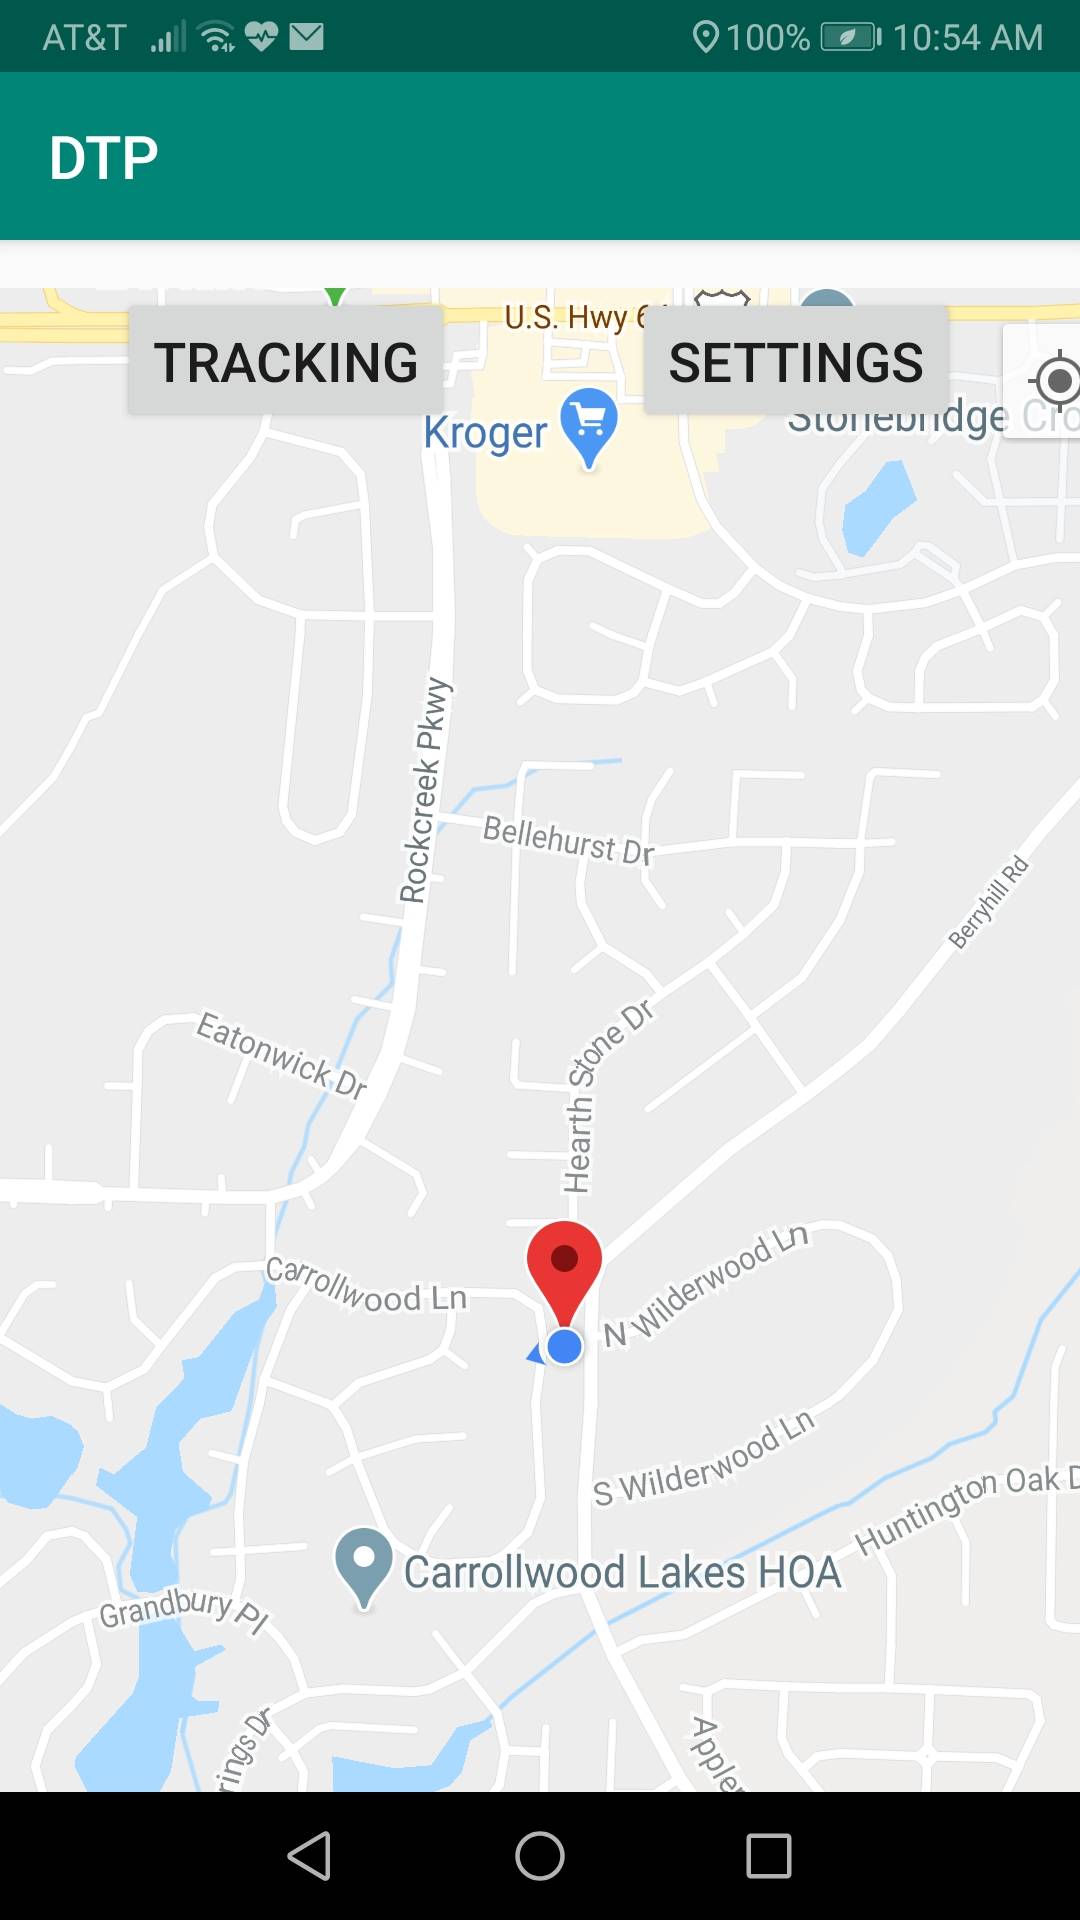 AT&T 100% 10:54 AM
DTP
U.S. Hwy
TRACKING
SETTINGS
Kroger
Stonebridge
Rockcreek Pkwy
Bellehurst Dr
Berryhill Rd
Eatonwick Dr
Hearth Stone Dr
Carrollwood Ln
N Wilderwood Ln
S Wilderwood Ln
Huntington Oak
Carrollwood Lakes HOA
Grandbury Pl